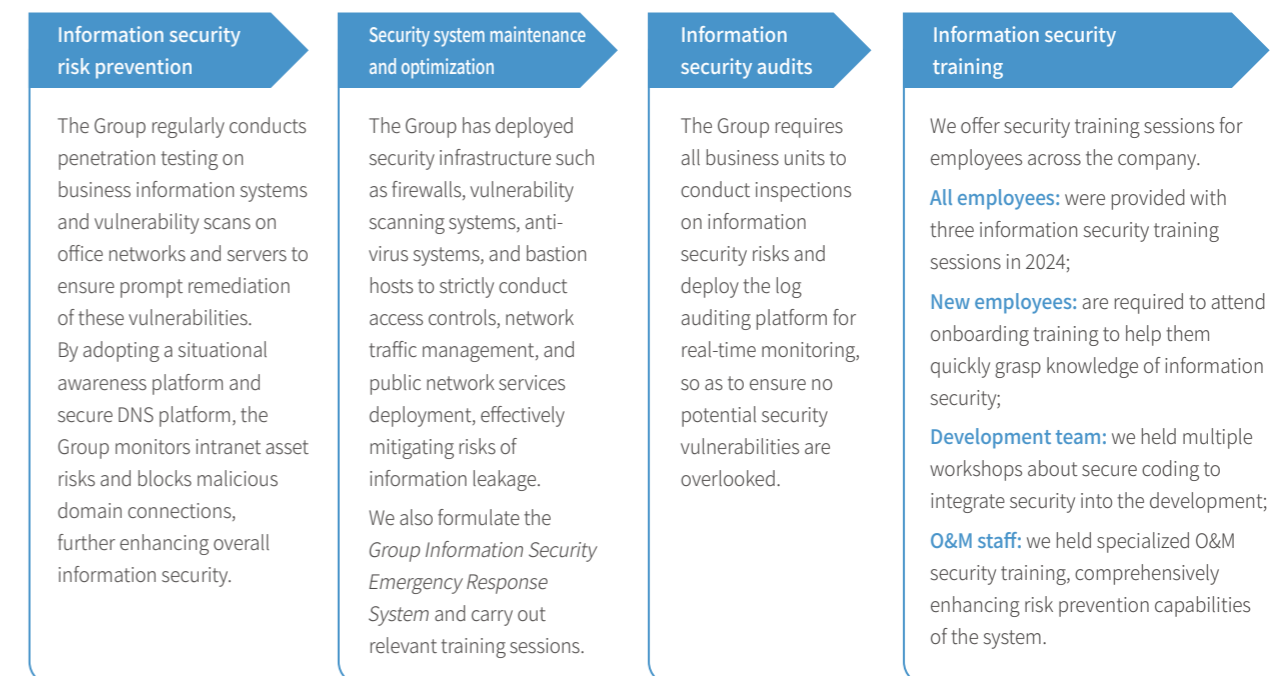 Information security
risk prevention
The Group regularly conducts
penetration testing on
business information systems
and vulnerability scans on
office networks and servers to
ensure prompt remediation
of these vulnerabilities.
By adopting a situational
awareness platform and
secure DNS platform, the
Group monitors intranet asset
risks and blocks malicious
domain connections,
further enhancing overall
information security.
Security system maintenance
and optimization
The Group has deployed
security infrastructure such
as firewalls, vulnerability
scanning systems, anti-
virus systems, and bastion
hosts to strictly conduct
access controls, network
traffic management, and
public network services
deployment, effectively
mitigating risks of
information leakage.
We also formulate the
Group Information Security
Emergency Response
System and carry out
relevant training sessions.
Information
security audits
The Group requires
all business units to
conduct inspections
on information
security risks and
deploy the log
auditing platform for
real-time monitoring,
so as to ensure no
potential security
vulnerabilities are
overlooked.
Information security
training
We offer security training sessions for
employees across the company.
All employees: were provided with
three information security training
sessions in 2024;
New employees: are required to attend
onboarding training to help them
quickly grasp knowledge of information
security;
Development team: we held multiple
workshops about secure coding to
integrate security into the development;
O&M staff: we held specialized O&M
security training, comprehensively
enhancing risk prevention capabilities
of the system.